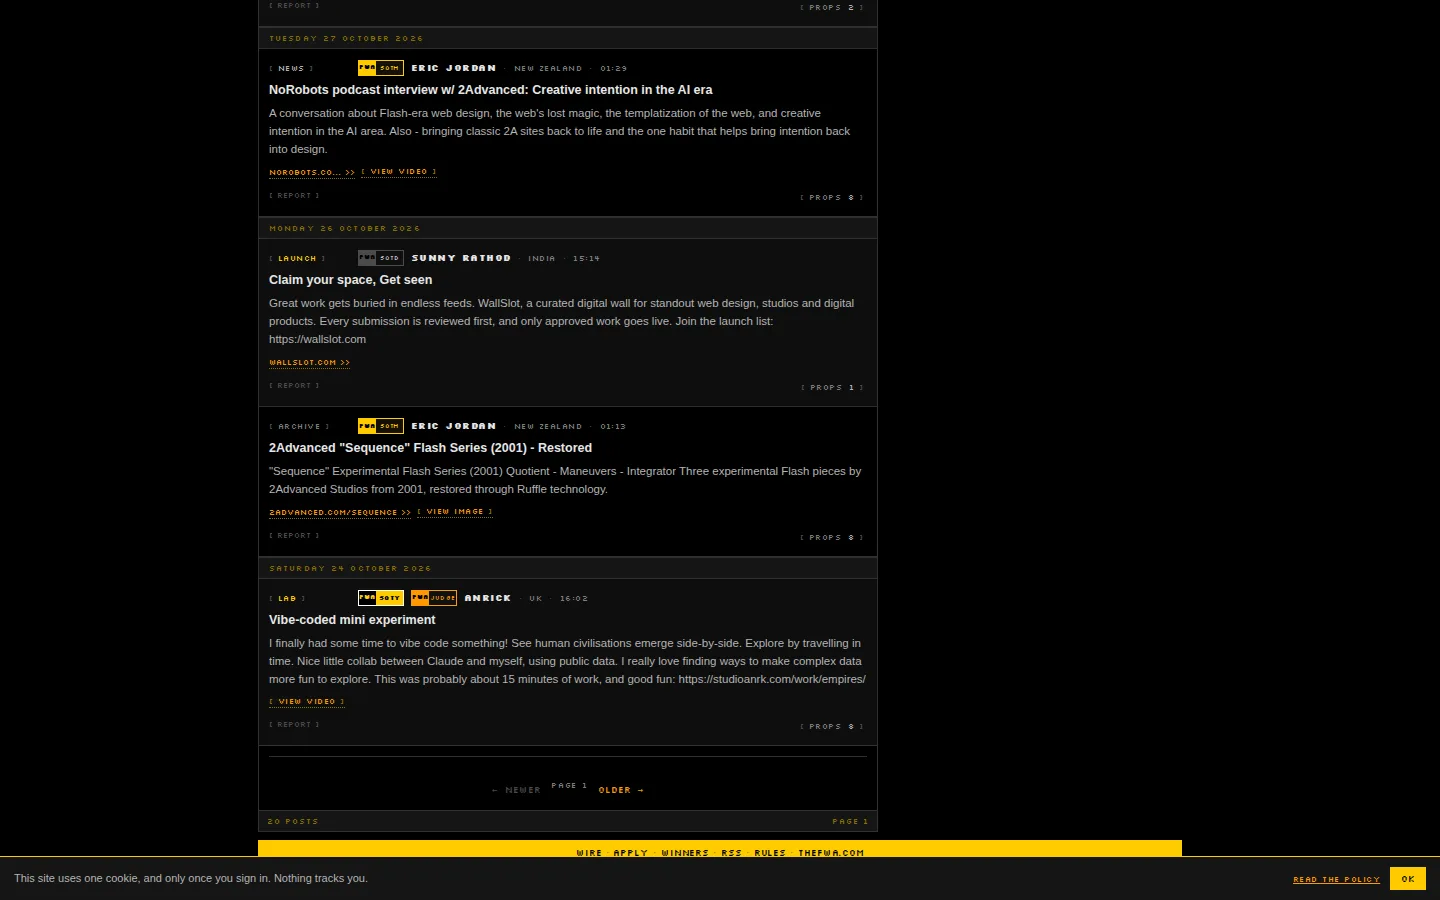 [ REPORT ]
[ PROPS 2 ]
TUESDAY 27 OCTOBER 2026
[ NEWS ] FWA SOTM ERIC JORDAN · NEW ZEALAND · 01:29
NoRobots podcast interview w/ 2Advanced: Creative intention in the AI era
A conversation about Flash-era web design, the web's lost magic, the templatization of the web, and creative
intention in the AI area. Also - bringing classic 2A sites back to life and the one habit that helps bring intention back
into design.
NOROBOTS.CO... >> [ VIEW VIDEO ]
[ REPORT ]
[ PROPS 8 ]
MONDAY 26 OCTOBER 2026
[ LAUNCH ] FWA SOTD SUNNY RATHOD · INDIA · 15:14
Claim your space, Get seen
Great work gets buried in endless feeds. WallSlot, a curated digital wall for standout web design, studios and digital
products. Every submission is reviewed first, and only approved work goes live. Join the launch list:
https://wallslot.com
WALLSLOT.COM >>
[ REPORT ]
[ PROPS 1 ]
[ ARCHIVE ] FWA SOTM ERIC JORDAN · NEW ZEALAND · 01:13
2Advanced "Sequence" Flash Series (2001) - Restored
"Sequence" Experimental Flash Series (2001) Quotient - Maneuvers - Integrator Three experimental Flash pieces by
2Advanced Studios from 2001, restored through Ruffle technology.
2ADVANCED.COM/SEQUENCE >> [ VIEW IMAGE ]
[ REPORT ]
[ PROPS 8 ]
SATURDAY 24 OCTOBER 2026
[ LAB ] FWA SOTY FWA JUDGE ANRICK · UK · 16:02
Vibe-coded mini experiment
I finally had some time to vibe code something! See human civilisations emerge side-by-side. Explore by travelling in
time. Nice little collab between Claude and myself, using public data. I really love finding ways to make complex data
more fun to explore. This was probably about 15 minutes of work, and good fun: https://studioanrk.com/work/empires/
[ VIEW VIDEO ]
[ REPORT ]
[ PROPS 8 ]
← NEWER PAGE 1 OLDER →
20 POSTS
PAGE 1
WIRE · APPLY · WINNERS · RSS · RULES · THEFWA.COM
This site uses one cookie, and only once you sign in. Nothing tracks you.
READ THE POLICY
OK